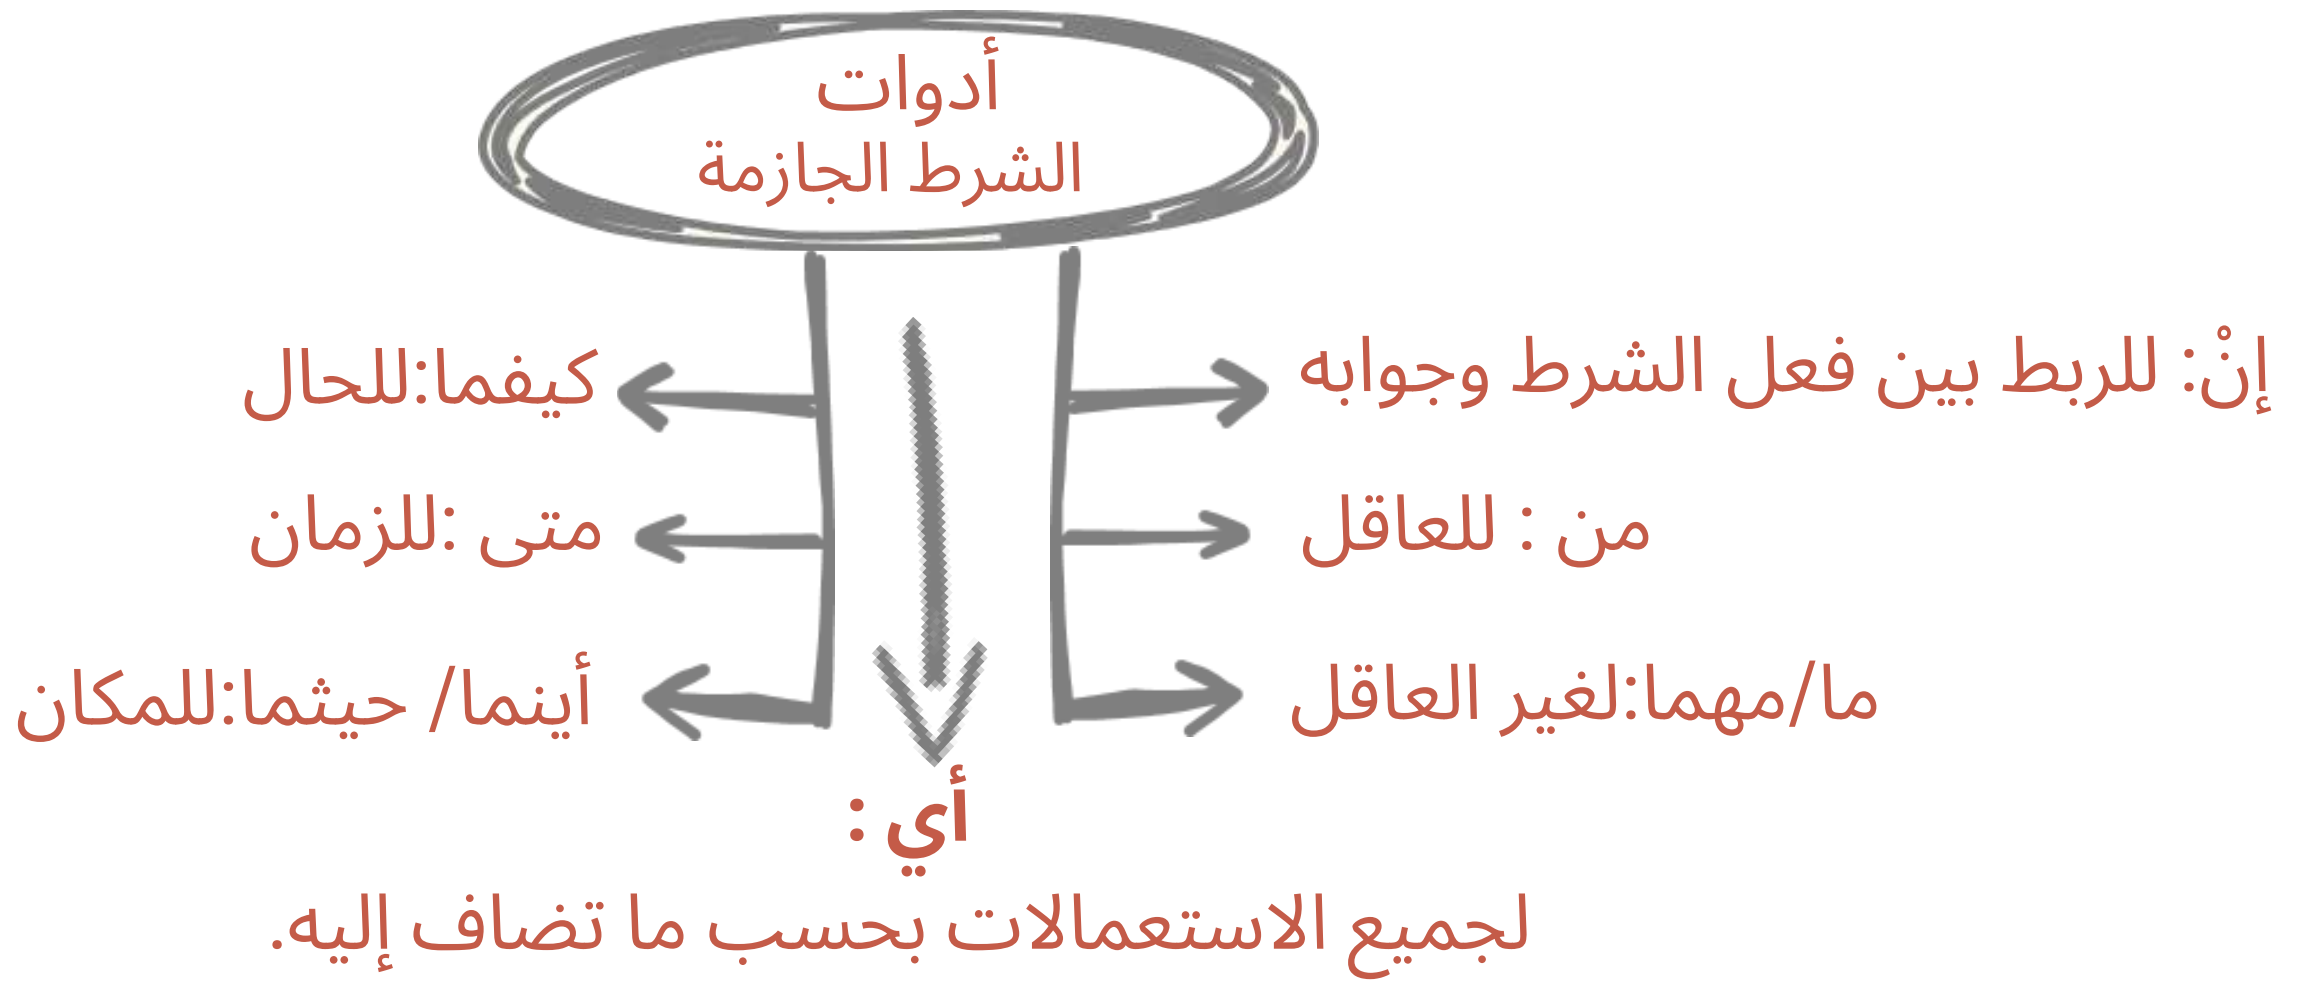 أدوات
الشرط الجازمة
إنْ: للربط بين فعل الشرط وجوابه
من : للعاقل
ما/مهما:لغير العاقل
كيفما:للحال
متى :للزمان
أينما/ حيثما:للمكان
أي :
لجميع الاستعمالات بحسب ما تضاف إليه.